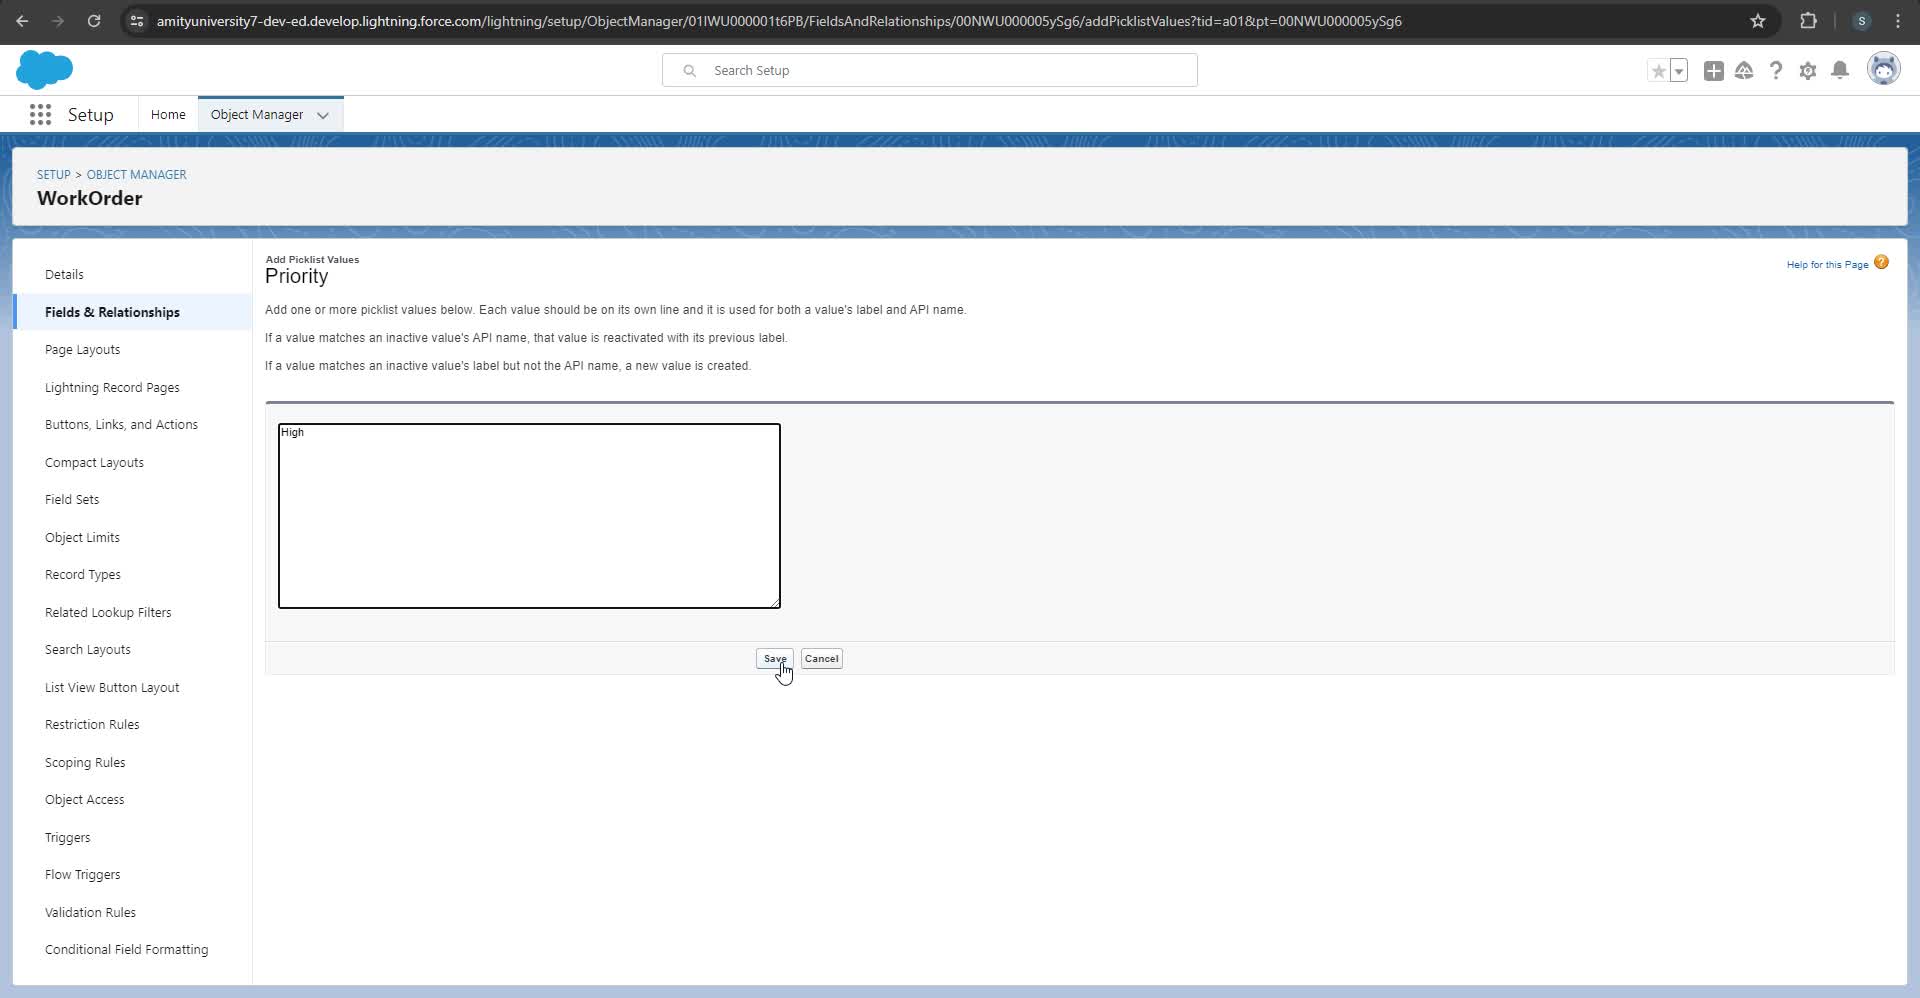 amityuniversity7-dev-ed.develop.lightning.force.com/lightning/setup/ObjectManager/01IWU000001t6PB/FieldsAndRelationships/00NWU000005ySg6/addPicklistValues?tid=a01&pt=00NWU000005ySg6
S
Search Setup
Setup
Home
Object Manager
SETUP > OBJECT MANAGER
WorkOrder
Details
Fields & Relationships
Page Layouts
Lightning Record Pages
Buttons, Links, and Actions
Compact Layouts
Field Sets
Object Limits
Record Types
Related Lookup Filters
Search Layouts
List View Button Layout
Restriction Rules
Scoping Rules
Object Access
Triggers
Flow Triggers
Validation Rules
Conditional Field Formatting
Add Picklist Values
Priority
Help for this Page ?
Add one or more picklist values below. Each value should be on its own line and it is used for both a value's label and API name.
If a value matches an inactive value's API name, that value is reactivated with its previous label.
If a value matches an inactive value's label but not the API name, a new value is created.
High
Save
Cancel